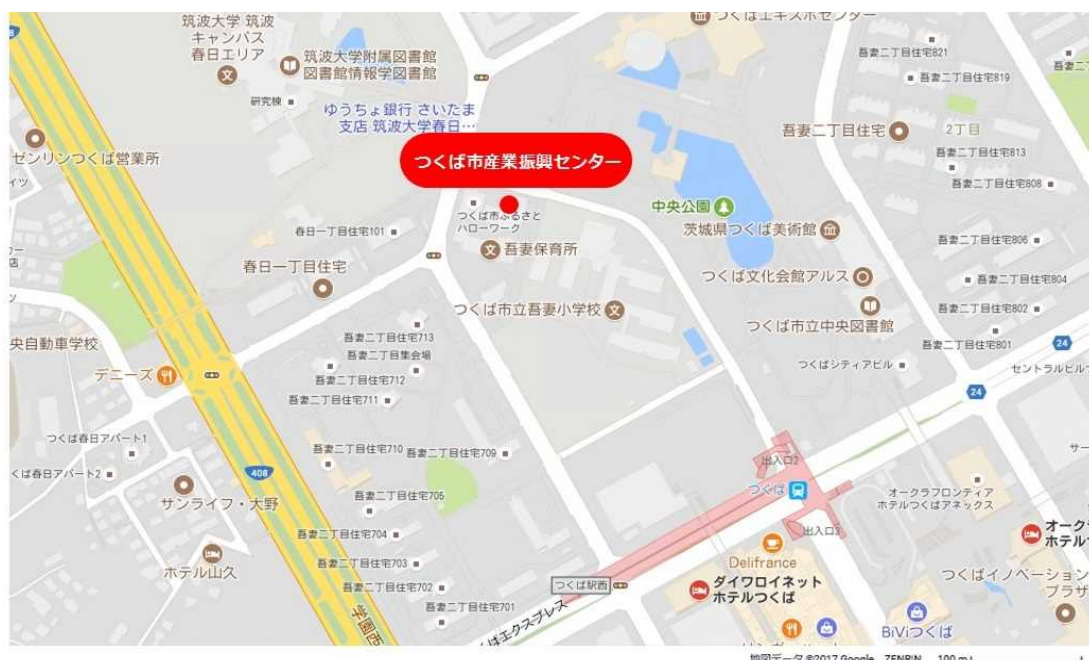 筑波大学 筑波
キャンパス
春日エリア
筑波大学附属図書館
図書館情報学図書館
研究棟
ゆうちょ銀行 さいたま
支店 筑波大学春日…
つくばエキスポセンター
吾妻二丁目住宅821
吾妻二丁目住宅819
吾妻二丁目住宅
2丁目
吾妻二丁目住宅813
吾妻二丁目住宅808
ゼンリンつくば営業所
つくば市産業振興センター
つくば市ふるさと
ハローワーク
中央公園
茨城県つくば美術館
吾妻二丁目住宅806
春日一丁目住宅101
吾妻保育所
春日一丁目住宅
つくば文化会館アルス
吾妻二丁目住宅804
つくば市立吾妻小学校
つくば市立中央図書館
吾妻二丁目住宅802
吾妻二丁目住宅801
24
央自動車学校
吾妻二丁目住宅713
吾妻二丁目集会場
吾妻二丁目住宅712
吾妻二丁目住宅711
デニーズ
つくばシティアビル
セントラルビル
24
つくば春日アパート1
くば春日アパート2
408
吾妻二丁目住宅710
吾妻二丁目住宅709
出入口2
つくば
サンライフ・大野
吾妻二丁目住宅705
オークラフロンティア
ホテルつくばアネックス
吾妻二丁目住宅704
出入口3
オーク
ホテル
ホテル山久
吾妻二丁目住宅703
Delifrance
吾妻二丁目住宅702
つくば駅西
ダイワロイネット
ホテルつくば
つくばイノベーション
プラザ
吾妻二丁目住宅701
学園西
くばエクスプレス
BiViつくば
地図データ ©2017 Google、ZENRIN 100 m